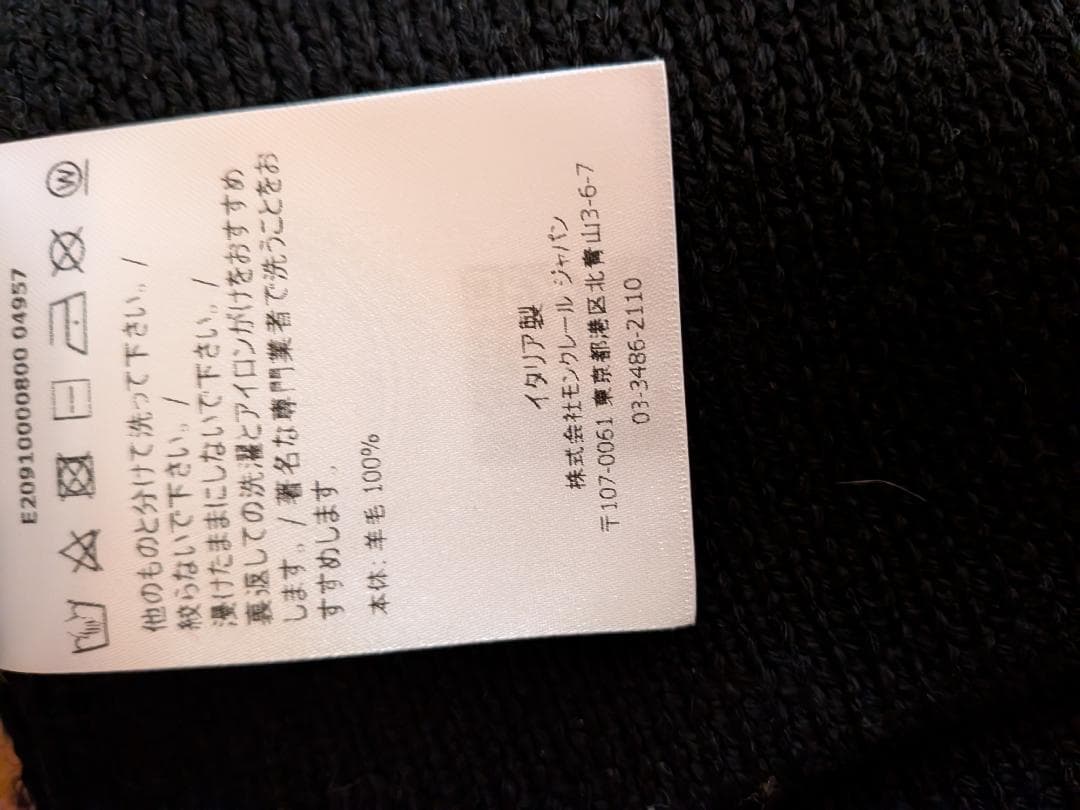 E20910000800 04957
W
他のものと分けて洗って下さい。/
絞らないで下さい。/
浸けたままにしないで下さい。/
裏返しての洗濯とアイロンがけをおすすめ
します。/ 著名な専門業者で洗うことをお
すすめします。
本体: 羊毛 100%
イタリア製
株式会社モンクレール ジャパン
〒107-0061 東京都港区北青山3-6-7
03-3486-2110